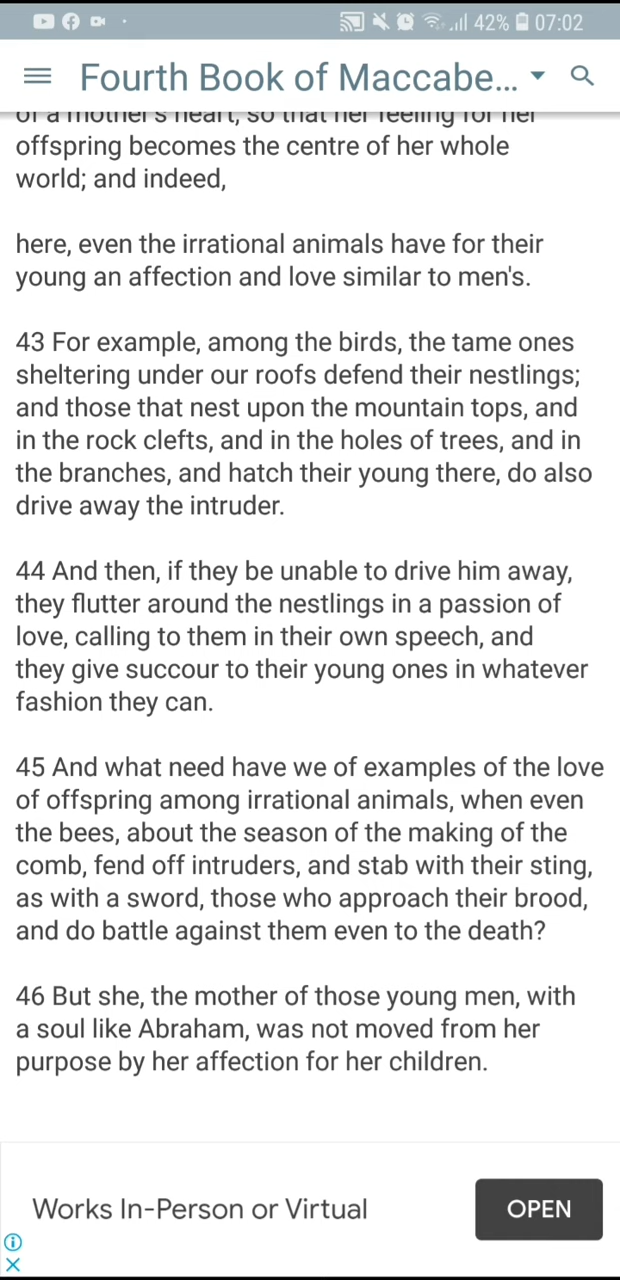 42% 07:02
Fourth Book of Maccabe...
of a mother's heart, so that her feeling for her
offspring becomes the centre of her whole
world; and indeed,
here, even the irrational animals have for their
young an affection and love similar to men's.
43 For example, among the birds, the tame ones
sheltering under our roofs defend their nestlings;
and those that nest upon the mountain tops, and
in the rock clefts, and in the holes of trees, and in
the branches, and hatch their young there, do also
drive away the intruder.
44 And then, if they be unable to drive him away,
they flutter around the nestlings in a passion of
love, calling to them in their own speech, and
they give succour to their young ones in whatever
fashion they can.
45 And what need have we of examples of the love
of offspring among irrational animals, when even
the bees, about the season of the making of the
comb, fend off intruders, and stab with their sting,
as with a sword, those who approach their brood,
and do battle against them even to the death?
46 But she, the mother of those young men, with
a soul like Abraham, was not moved from her
purpose by her affection for her children.
Works In-Person or Virtual
OPEN